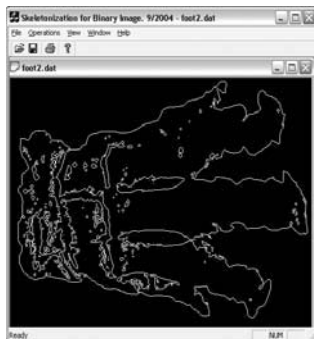 Skeletonization for Binary Image. 9/2004 - foot2.dat
File Operations View Window Help
foot2.dat
Ready NUM